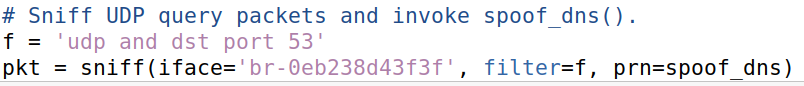 # Sniff UDP query packets and invoke spoof_dns().
f = 'udp and dst port 53'
pkt = sniff(iface='br-0eb238d43f3f', filter=f, prn=spoof_dns)